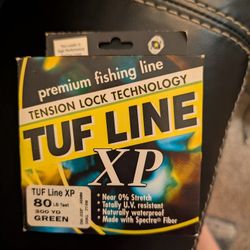 premium fishing line
TENSION LOCK TECHNOLOGY
TUF LINE
XP
• Near 0% Stretch
• Totally U.V. resistant
• Naturally waterproof
• Made with Spectra® Fiber
TUF Line XP
80 LB Test
300 YD
GREEN